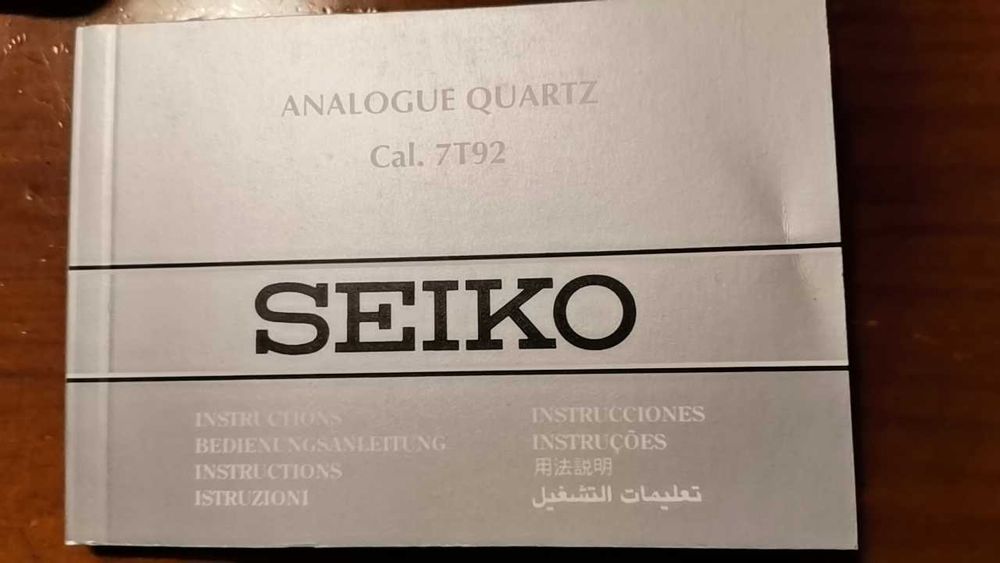 ANALOGUE QUARTZ
Cal. 7T92
SEIKO
INSTRUCTIONS
BEDIENUNGSANLEITUNG
INSTRUCTIONS
ISTRUZIONI
INSTRUCCIONES
INSTRUÇÕES
用法説明
تعليمات التشغيل